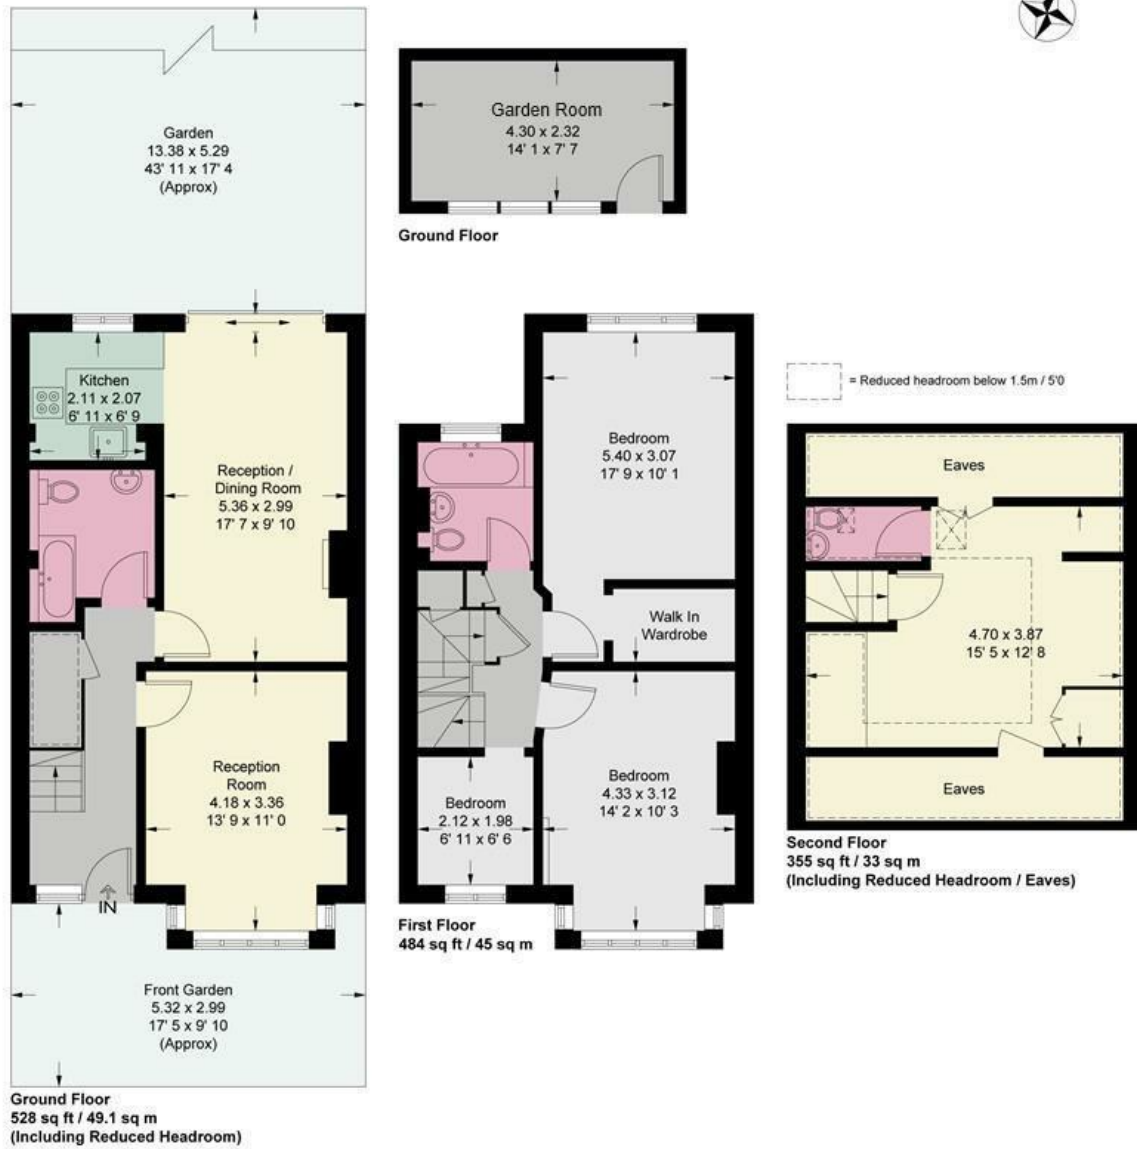 Garden
13.38 x 5.29
43' 11 x 17' 4
(Approx)
Garden Room
4.30 x 2.32
14' 1 x 7' 7
Ground Floor
Kitchen
2.11 x 2.07
6' 11 x 6' 9
Reception /
Dining Room
5.36 x 2.99
17' 7 x 9' 10
Reception
Room
4.18 x 3.36
13' 9 x 11' 0
IN
Front Garden
5.32 x 2.99
17' 5 x 9' 10
(Approx)
Ground Floor
528 sq ft / 49.1 sq m
(Including Reduced Headroom)
Bedroom
5.40 x 3.07
17' 9 x 10' 1
Walk In
Wardrobe
Bedroom
4.33 x 3.12
14' 2 x 10' 3
Bedroom
2.12 x 1.98
6' 11 x 6' 6
First Floor
484 sq ft / 45 sq m
= Reduced headroom below 1.5m / 5'0
Eaves
4.70 x 3.87
15' 5 x 12' 8
Eaves
Second Floor
355 sq ft / 33 sq m
(Including Reduced Headroom / Eaves)